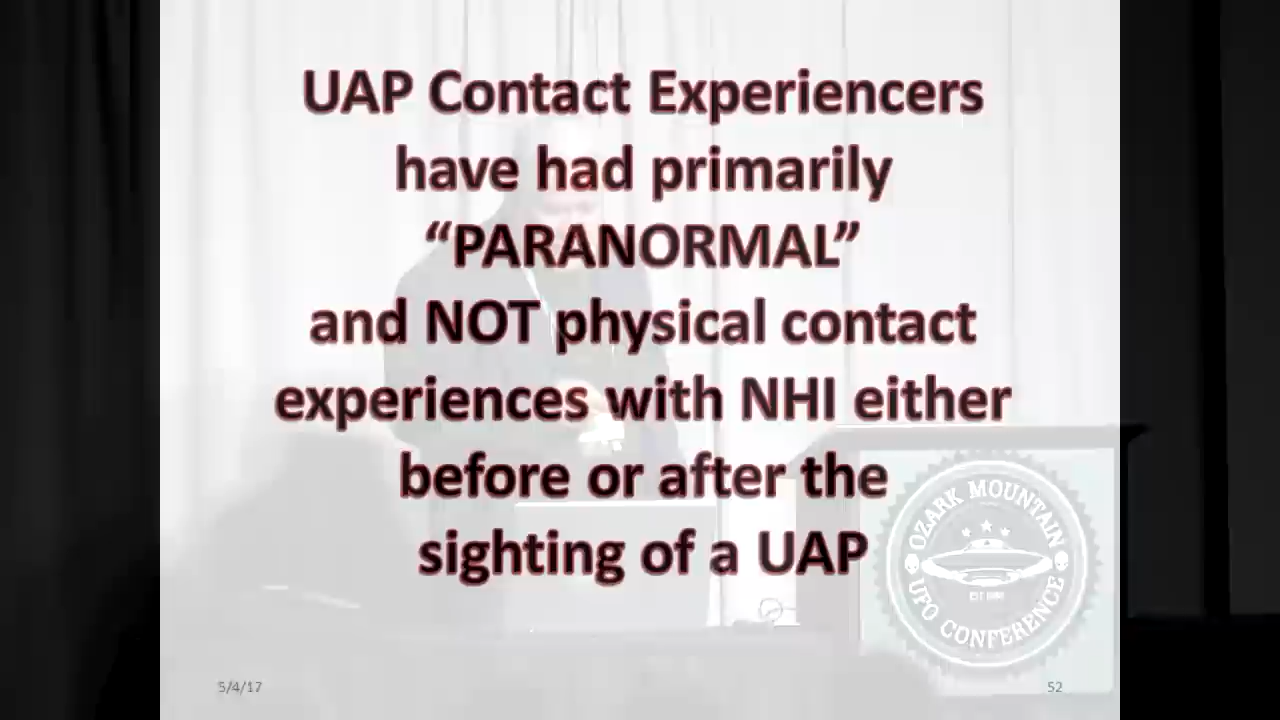 UAP Contact Experiencers
have had primarily
“PARANORMAL”
and NOT physical contact
experiences with NHI either
before or after the
sighting of a UAP
OZARK MOUNTAIN
UFO CONFERENCE
5/4/17
52